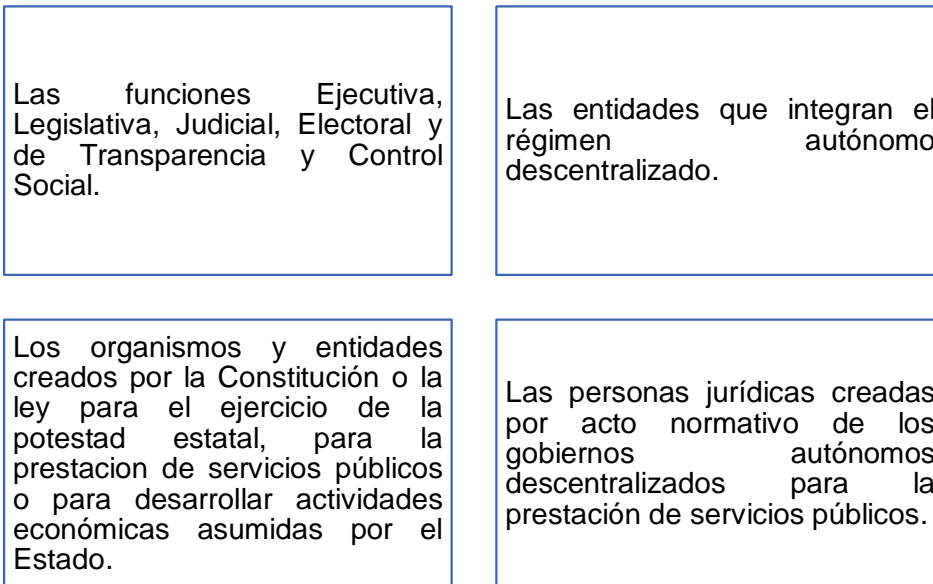 Las funciones Ejecutiva,
Legislativa, Judicial, Electoral y
de Transparencia y Control
Social.
Las entidades que integran el
régimen autónomo
descentralizado.
Los organismos y entidades
creados por la Constitución o la
ley para el ejercicio de la
potestad estatal, para la
prestacion de servicios públicos
o para desarrollar actividades
económicas asumidas por el
Estado.
Las personas jurídicas creadas
por acto normativo de los
gobiernos autónomos
descentralizados para la
prestación de servicios públicos.